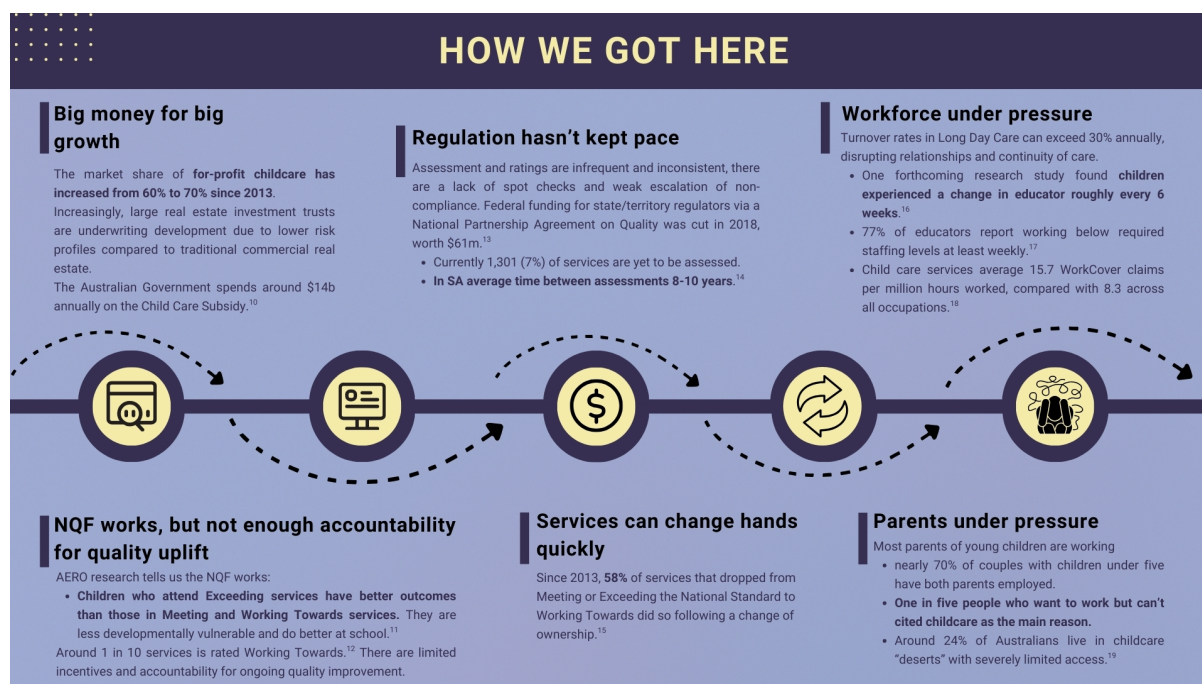 HOW WE GOT HERE
Big money for big
growth
The market share of for-profit childcare has
increased from 60% to 70% since 2013.
Increasingly, large real estate investment trusts
are underwriting development due to lower risk
profiles compared to traditional commercial real
estate.
The Australian Government spends around $14b
annually on the Child Care Subsidy.¹⁰
Regulation hasn't kept pace
Assessment and ratings are infrequent and inconsistent, there
are a lack of spot checks and weak escalation of non-
compliance. Federal funding for state/territory regulators via a
National Partnership Agreement on Quality was cut in 2018,
worth $61m.¹³
• Currently 1,301 (7%) of services are yet to be assessed.
• In SA average time between assessments 8-10 years.¹⁴
Workforce under pressure
Turnover rates in Long Day Care can exceed 30% annually,
disrupting relationships and continuity of care.
• One forthcoming research study found children
experienced a change in educator roughly every 6
weeks.¹⁶
• 77% of educators report working below required
staffing levels at least weekly.¹⁷
• Child care services average 15.7 WorkCover claims
per million hours worked, compared with 8.3 across
all occupations.¹⁸
NQF works, but not enough accountability
for quality uplift
AERO research tells us the NQF works:
• Children who attend Exceeding services have better outcomes
than those in Meeting and Working Towards services. They are
less developmentally vulnerable and do better at school.¹¹
Around 1 in 10 services is rated Working Towards.¹² There are limited
incentives and accountability for ongoing quality improvement.
Services can change hands
quickly
Since 2013, 58% of services that dropped from
Meeting or Exceeding the National Standard to
Working Towards did so following a change of
ownership.¹⁵
Parents under pressure
Most parents of young children are working
• nearly 70% of couples with children under five
have both parents employed.
• One in five people who want to work but can't
cited childcare as the main reason.
• Around 24% of Australians live in childcare
"deserts" with severely limited access.¹⁹